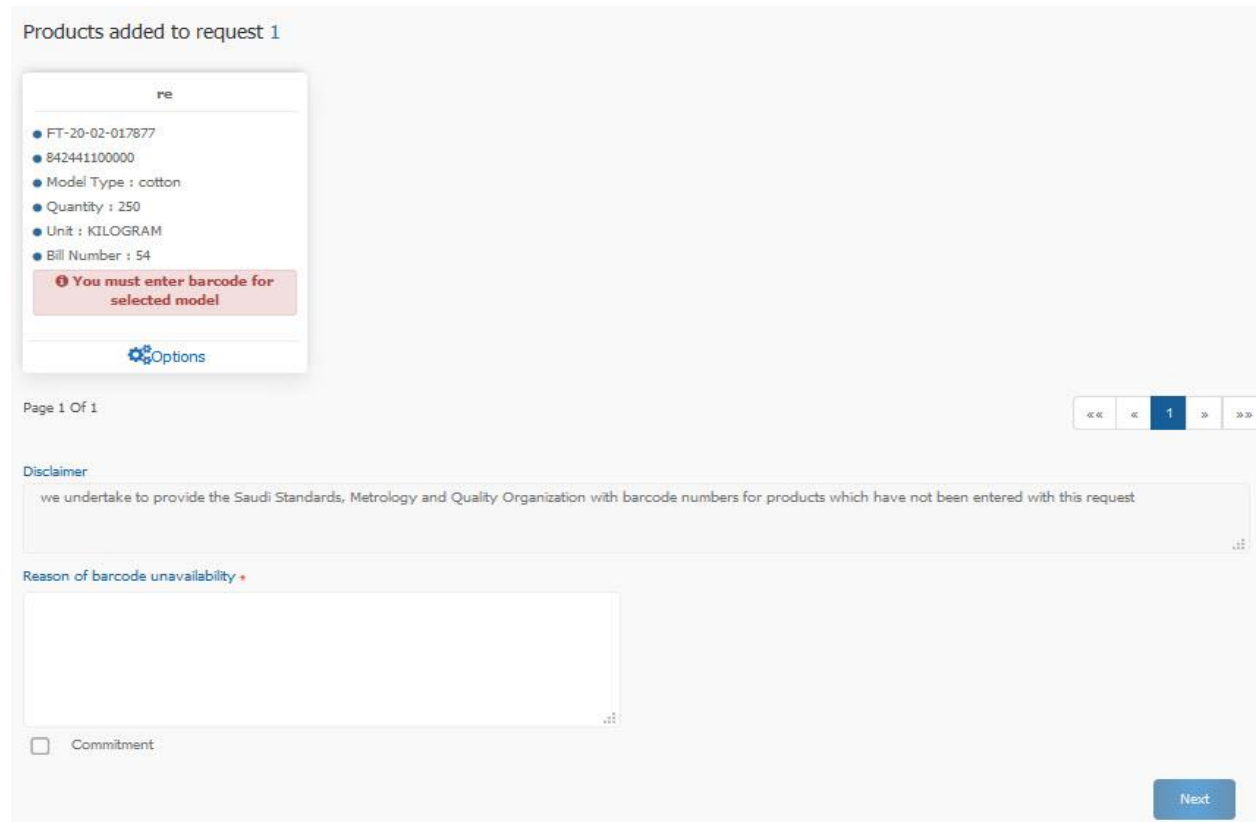 Products added to request 1
re
FT-20-02-017877
842441100000
Model Type : cotton
Quantity : 250
Unit : KILOGRAM
Bill Number : 54
You must enter barcode for
selected model
Options
Page 1 Of 1
«« « 1 » »»
Disclaimer
we undertake to provide the Saudi Standards, Metrology and Quality Organization with barcode numbers for products which have not been entered with this request
Reason of barcode unavailability *
Commitment
Next